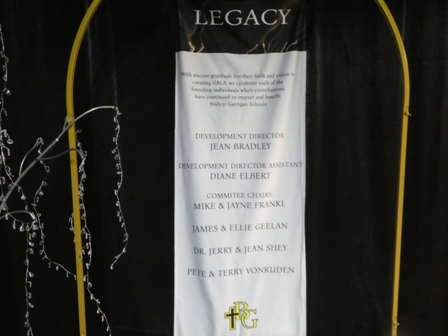 LEGACY
With sincere gratitude for their faith and vision in
creating GALA, we celebrate each of the
founding individuals who's contributions
have continued to impact and benefit
Bishop Garrigan Schools.
DEVELOPMENT DIRECTOR
JEAN BRADLEY
DEVELOPMENT DIRECTOR ASSISTANT
DIANE ELBERT
COMMITEE CHAIRS
MIKE & JAYNE FRANKL
JAMES & ELLIE GEELAN
DR. JERRY & JEAN SHEY
PETE & TERRY VONRUDEN
BG